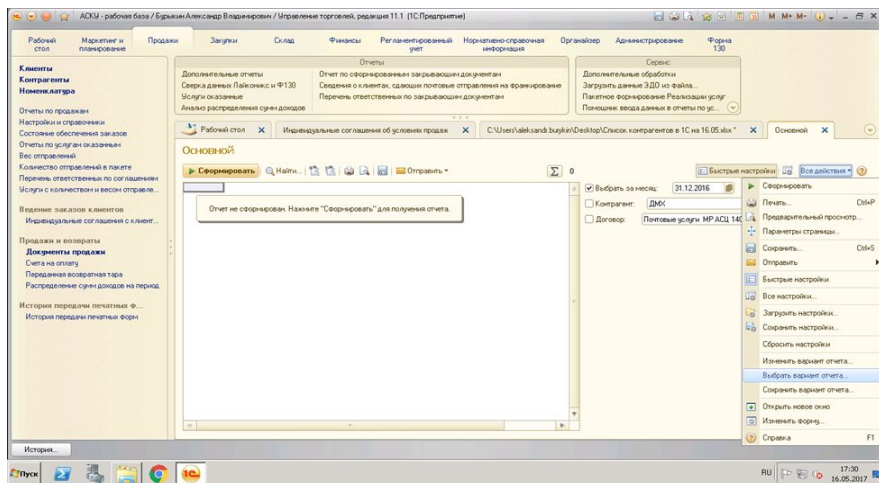 АСКУ - рабочая база / Бурыкин Александр Владимирович / Управление торговлей, редакция 11.1 (1С:Предприятие)
M M+ M-
Рабочий стол
Маркетинг и планирование
Продажи
Закупки
Склад
Финансы
Регламентированный учет
Нормативно-справочная информация
Органайзер
Администрирование
Форма 130
Клиенты
Контрагенты
Номенклатура
Отчеты по продажам
Настройки и справочники
Состояние обеспечения заказов
Отчеты по услугам оказанным
Вес отправлений
Количество отправлений в пакете
Перечень ответственных по соглашениям
Услуги с количеством и весом отправле...
Ведение заказов клиентов
Индивидуальные соглашения с клиент...
Продажи и возвраты
Документы продажи
Счета на оплату
Переданная возвратная тара
Распределение сумм доходов на период
История передачи печатных ф...
История передачи печатных форм
Отчеты
Дополнительные отчеты
Сверка данных Лайконикс и Ф130
Услуги оказанные
Анализ распределения сумм доходов
Отчет по сформированным закрывающим документам
Сведения о клиентах, сдающих почтовые отправления на франкирование
Перечень ответственных по закрывающим документам
Сервис
Дополнительные обработки
Загрузить данные ЭДО из файла...
Пакетное формирование Реализации услуг
Помощник ввода данных в отчеты по ус...
Рабочий стол
Индивидуальные соглашения об условиях продаж
C:\Users\aleksandr.burykin\Desktop\Список контрагентов в 1С на 16.05.xlsx *
Основной
Основной
Сформировать
Найти...
Отправить
Σ 0
Быстрые настройки
Все действия
Отчет не сформирован. Нажмите "Сформировать" для получения отчета.
Выбрать за месяц: 31.12.2016
Контрагент: ДМХ
Договор: Почтовые услуги МР АСЦ 140
Сформировать
Печать... Ctrl+P
Предварительный просмотр...
Параметры страницы...
Сохранить... Ctrl+S
Отправить
Быстрые настройки
Все настройки...
Загрузить настройки...
Сохранить настройки...
Сбросить настройки
Изменить вариант отчета...
Выбрать вариант отчета...
Сохранить вариант отчета...
Открыть новое окно
Изменить форму...
Справка F1
История...
Пуск
RU
17:30
16.05.2017